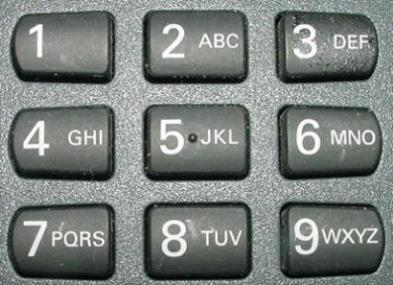 1 2 ABC 3 DEF
4 GHI 5 JKL 6 MNO
7 PQRS 8 TUV 9 WXYZ